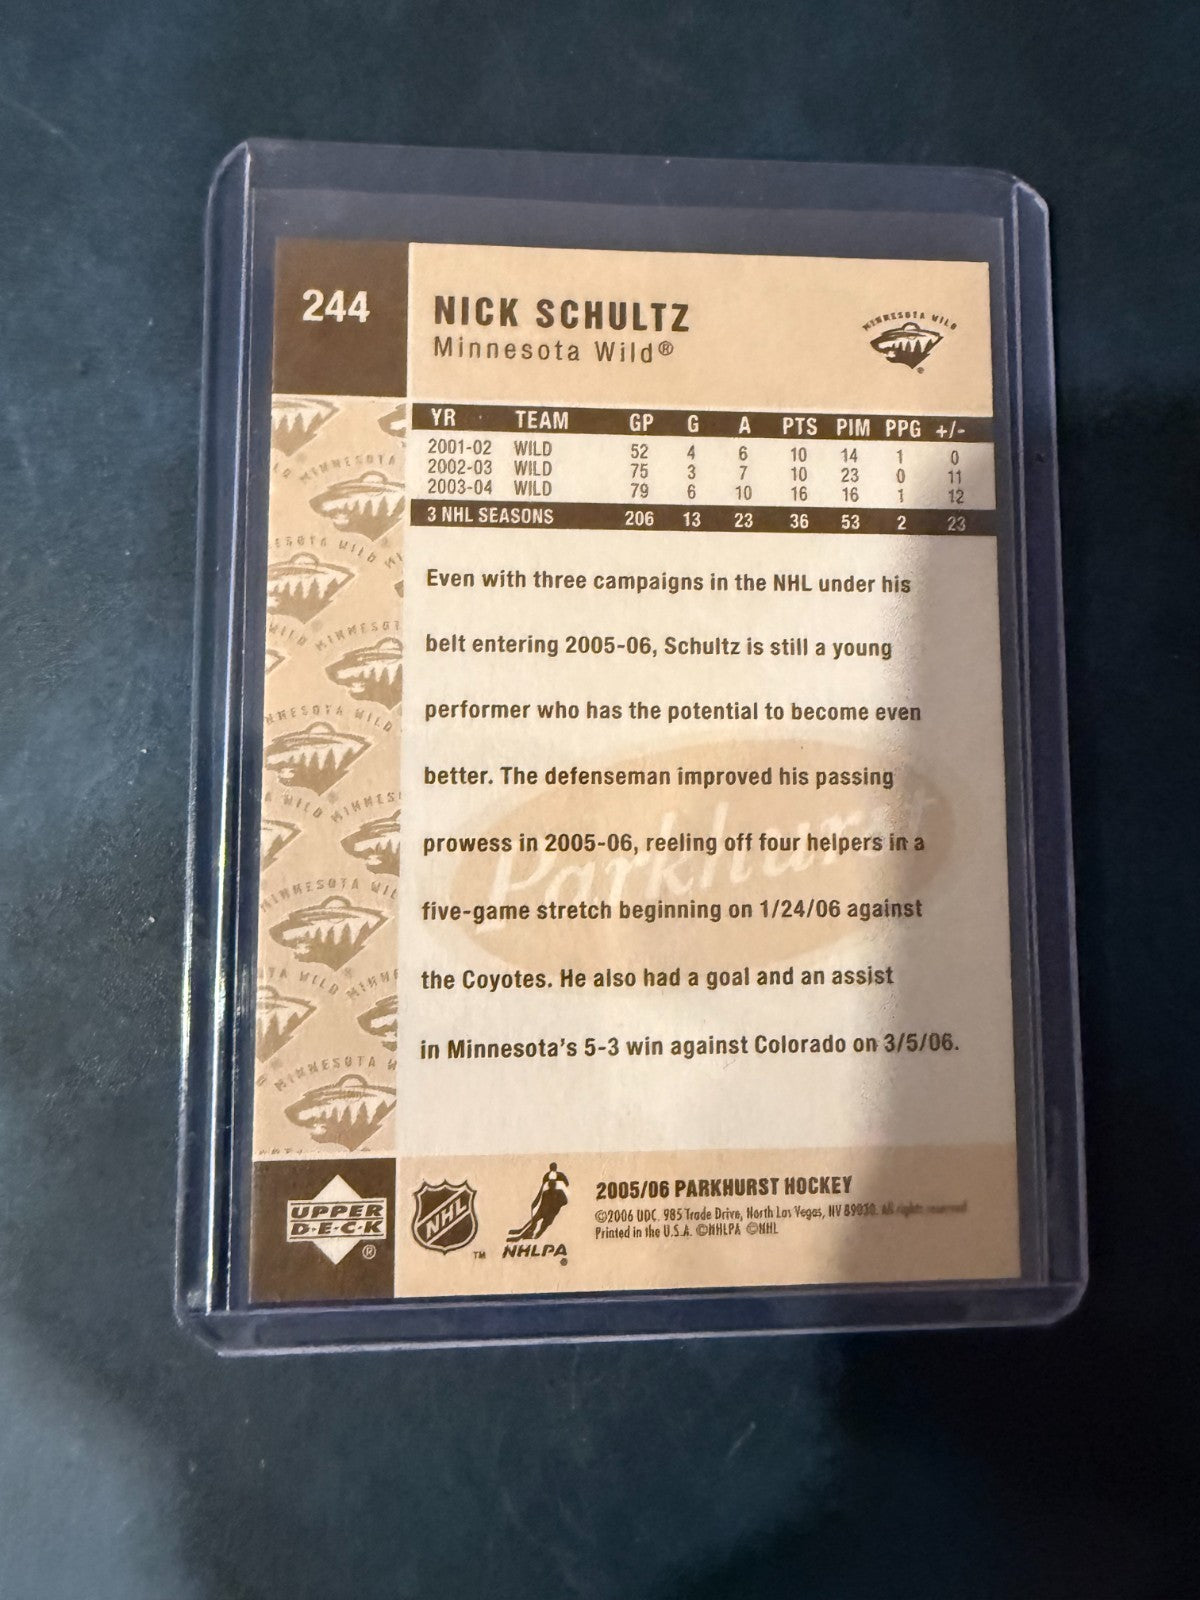 244
NICK SCHULTZ
Minnesota Wild®
MINNESOTA WILD
YR TEAM GP G A PTS PIM PPG +/-
2001-02 WILD 52 4 6 10 14 1 0
2002-03 WILD 75 3 7 10 23 0 11
2003-04 WILD 79 6 10 16 16 1 12
3 NHL SEASONS 206 13 23 36 53 2 23
Even with three campaigns in the NHL under his
belt entering 2005-06, Schultz is still a young
performer who has the potential to become even
better. The defenseman improved his passing
prowess in 2005-06, reeling off four helpers in a
five-game stretch beginning on 1/24/06 against
the Coyotes. He also had a goal and an assist
in Minnesota's 5-3 win against Colorado on 3/5/06.
Parkhurst
UPPER
D·E·C·K
®
NHL
TM
NHLPA
®
2005/06 PARKHURST HOCKEY
©2006 UDC. 985 Trade Drive, North Las Vegas, NV 89030. All rights reserved
Printed in the U.S.A. ©NHLPA ©NHL